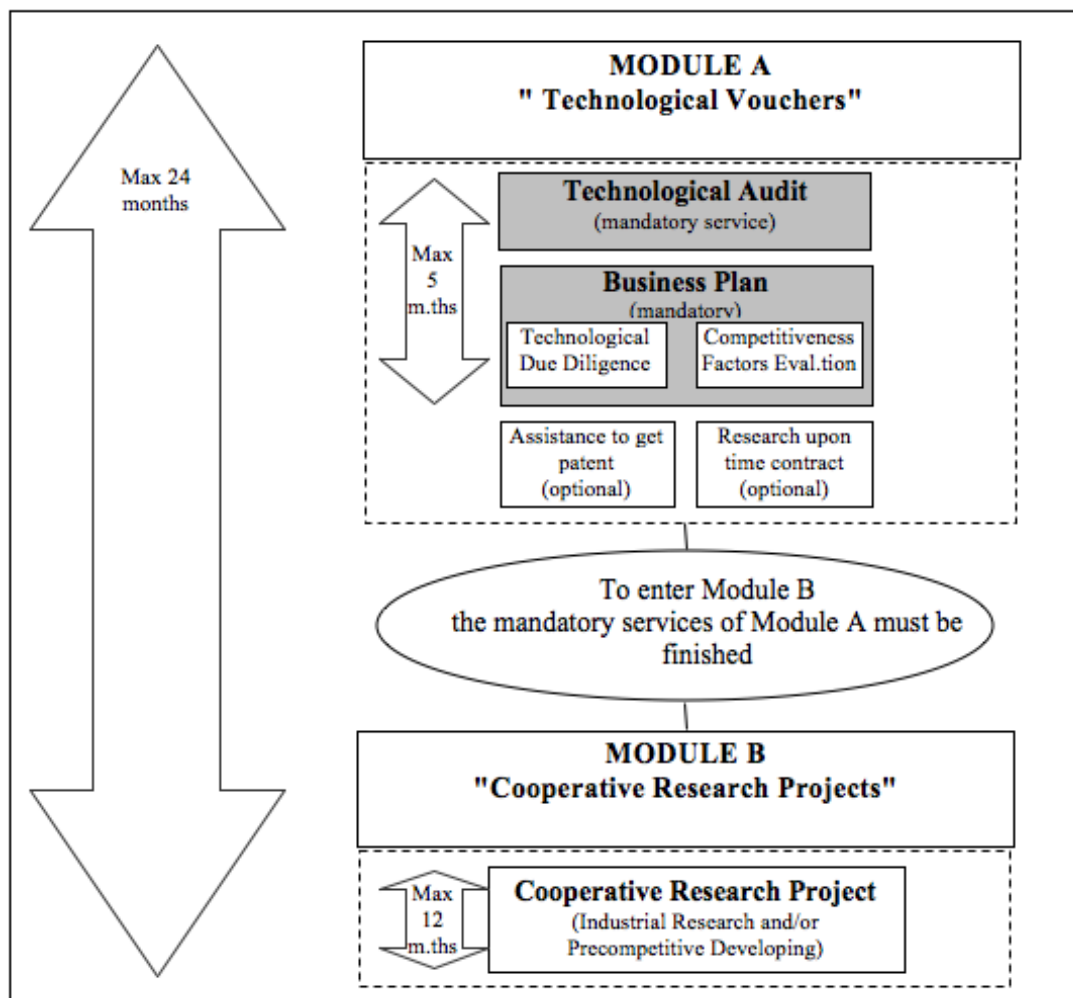 MODULE A
" Technological Vouchers"
Max 24
months
Technological Audit
(mandatory service)
Max
5
m.ths
Business Plan
(mandatory)
Technological
Due Diligence
Competitiveness
Factors Eval.tion
Assistance to get
patent
(optional)
Research upon
time contract
(optional)
To enter Module B
the mandatory services of Module A must be
finished
MODULE B
"Cooperative Research Projects"
Max
12
m.ths
Cooperative Research Project
(Industrial Research and/or
Precompetitive Developing)